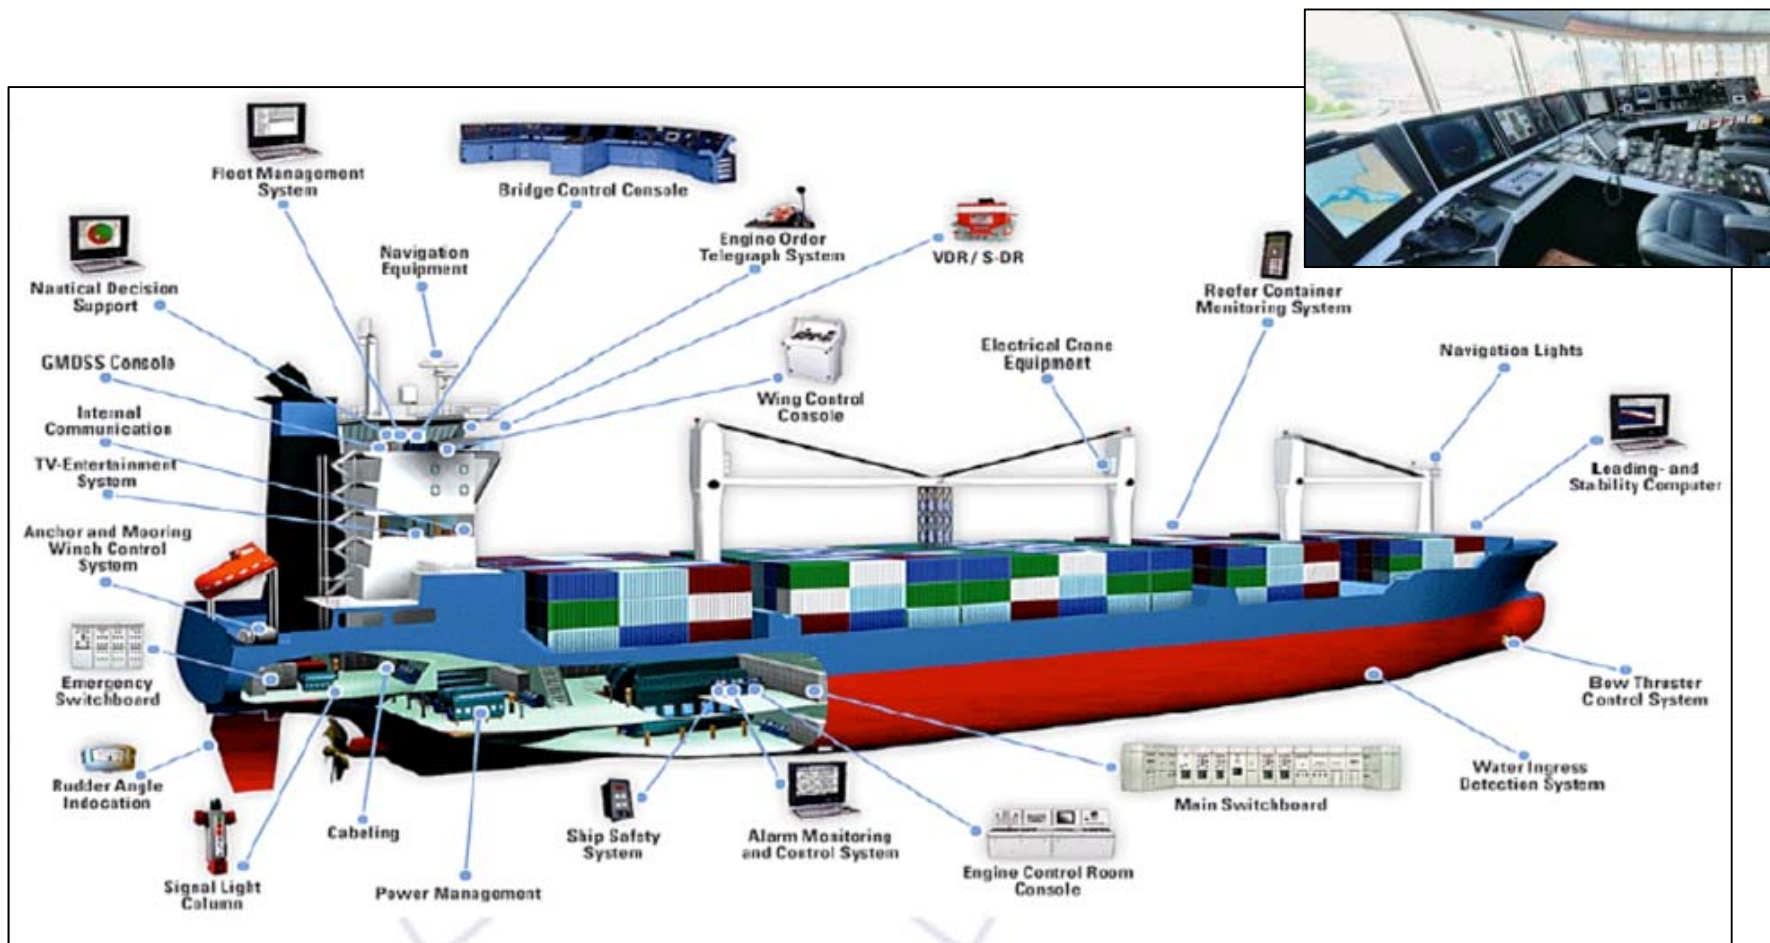 Fleet Management
System
Bridge Control Console
Engine Order
Telegraph System
VDR / S-DR
Navigation
Equipment
Nautical Decision
Support
Reefer Container
Monitoring System
GMDSS Console
Electrical Crane
Equipment
Navigation Lights
Wing Control
Console
Internal
Communication
TV-Entertainment
System
Leading- and
Stability Computer
Anchor and Mooring
Winch Control
System
Emergency
Switchboard
Bow Thruster
Control System
Rudder Angle
Indocation
Cabeling
Ship Safety
System
Alarm Monitoring
and Control System
Main Switchboard
Water Ingress
Detection System
Signal Light
Column
Power Management
Engine Control Room
Console